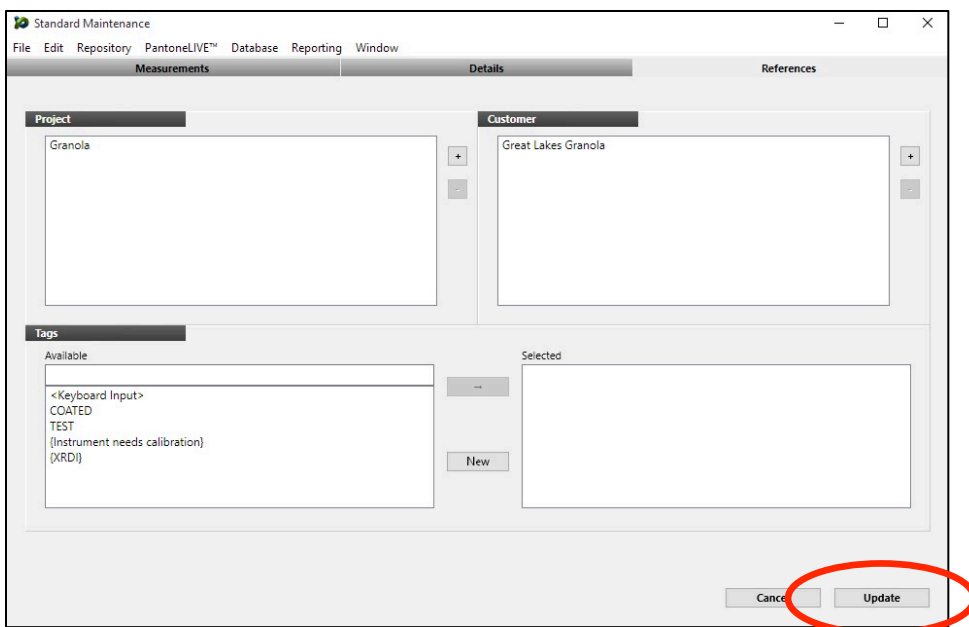 Standard Maintenance
File Edit Repository PantoneLIVE™ Database Reporting Window
Measurements Details References
Project Customer
Granola Great Lakes Granola
+ +
- -
Tags
Available Selected
<Keyboard Input>
COATED
TEST
{Instrument needs calibration}
{XRDI}
→
New
Cancel Update